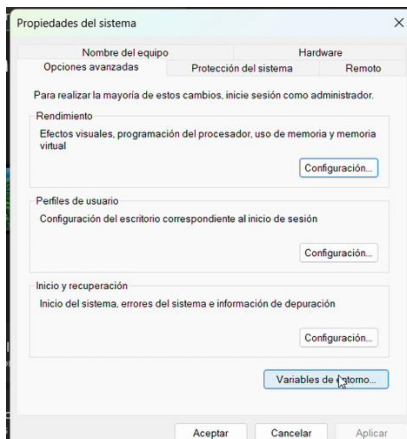 Propiedades del sistema
Nombre del equipo
Hardware
Opciones avanzadas
Protección del sistema
Remoto
Para realizar la mayoría de estos cambios, inicie sesión como administrador.
Rendimiento
Efectos visuales, programación del procesador, uso de memoria y memoria
virtual
Configuración...
Perfiles de usuario
Configuración del escritorio correspondiente al inicio de sesión
Configuración...
Inicio y recuperación
Inicio del sistema, errores del sistema e información de depuración
Configuración...
Variables de entorno...
Aceptar
Cancelar
Aplicar